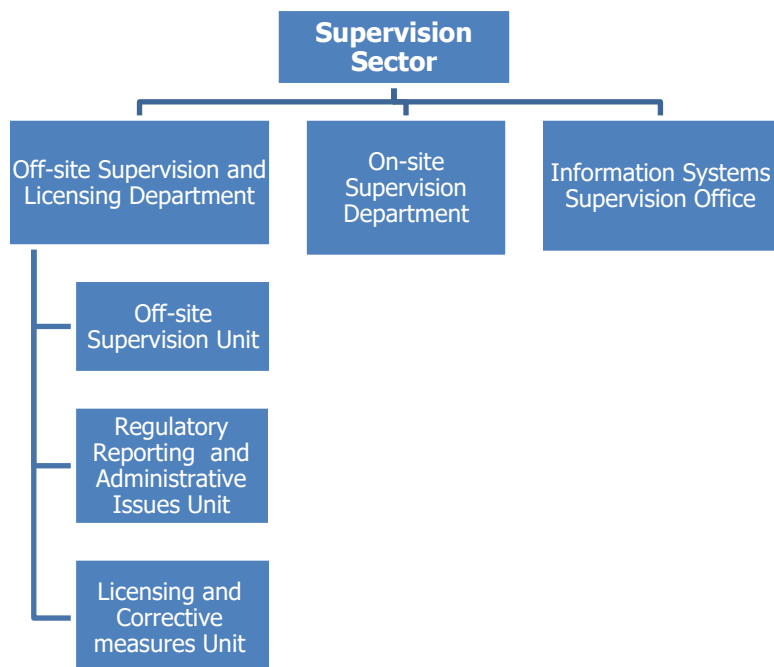 Supervision
Sector
Off-site Supervision and
Licensing Department
On-site
Supervision
Department
Information Systems
Supervision Office
Off-site
Supervision Unit
Regulatory
Reporting and
Administrative
Issues Unit
Licensing and
Corrective
measures Unit